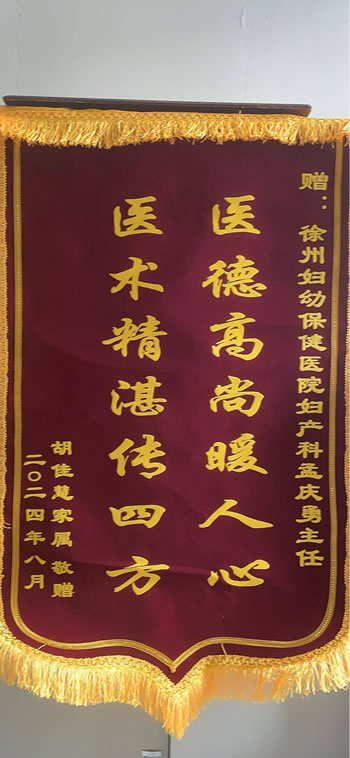 赠：徐州妇幼保健医院妇产科孟庆勇主任
医德高尚暖人心
医术精湛传四方
胡佳慧家属 敬赠
二〇二四年八月